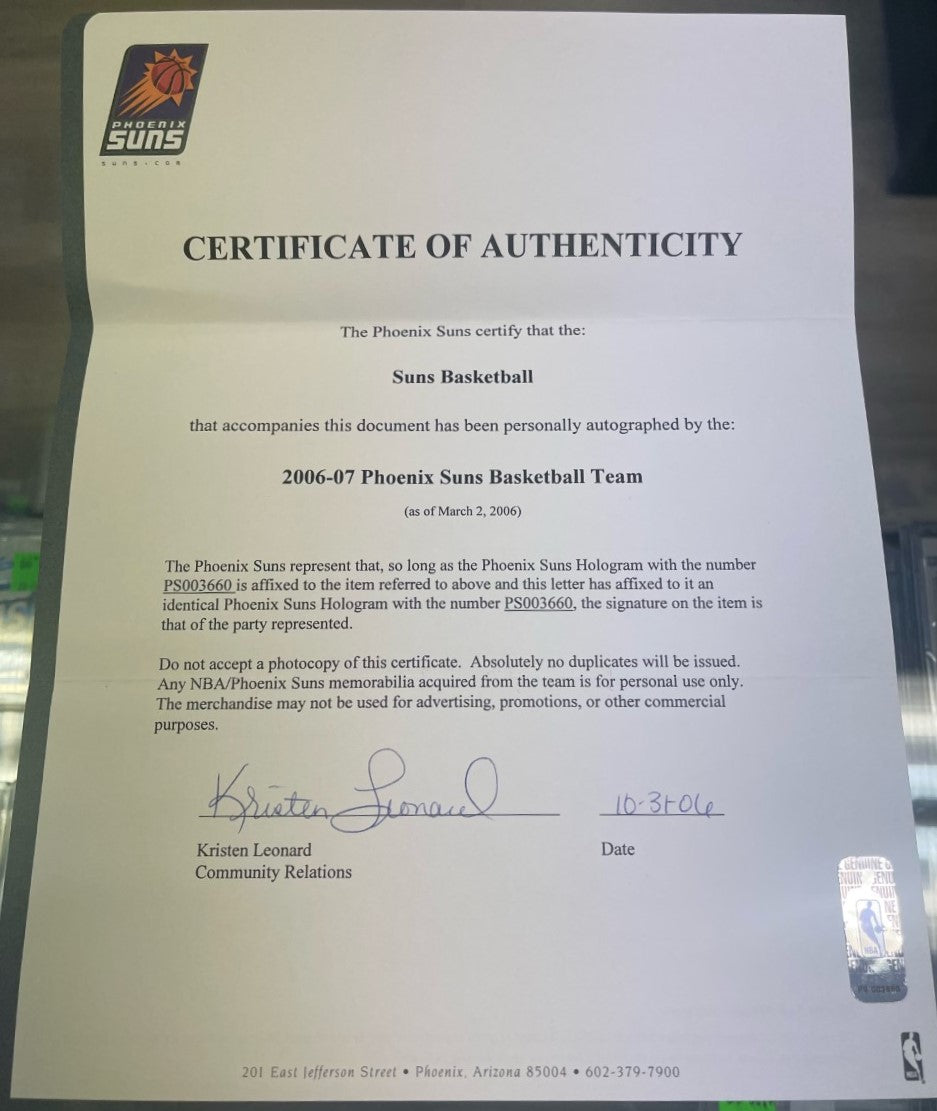 PHOENIX
SUNS
suns.com
CERTIFICATE OF AUTHENTICITY
The Phoenix Suns certify that the:
Suns Basketball
that accompanies this document has been personally autographed by the:
2006-07 Phoenix Suns Basketball Team
(as of March 2, 2006)
The Phoenix Suns represent that, so long as the Phoenix Suns Hologram with the number
PS003660 is affixed to the item referred to above and this letter has affixed to it an
identical Phoenix Suns Hologram with the number PS003660, the signature on the item is
that of the party represented.
Do not accept a photocopy of this certificate. Absolutely no duplicates will be issued.
Any NBA/Phoenix Suns memorabilia acquired from the team is for personal use only.
The merchandise may not be used for advertising, promotions, or other commercial
purposes.
Kristen Leonard 10-31-06
Kristen Leonard Date
Community Relations
GENUINE
NBA
PS 003660
NBA
201 East Jefferson Street • Phoenix, Arizona 85004 • 602-379-7900